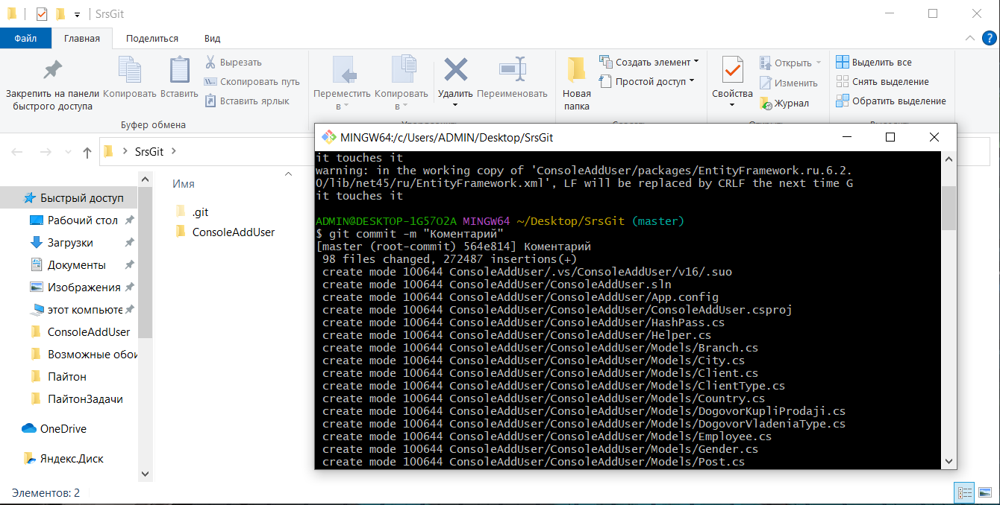 SrsGit
Файл Главная Поделиться Вид
Закрепить на панели быстрого доступа
Копировать
Вставить
Вырезать
Скопировать путь
Вставить ярлык
Буфер обмена
Переместить в
Копировать в
Удалить
Переименовать
Новая папка
Создать элемент
Простой доступ
Свойства
Открыть
Изменить
Журнал
Выделить все
Снять выделение
Обратить выделение
SrsGit
Имя
.git
ConsoleAddUser
Быстрый доступ
Рабочий стол
Загрузки
Документы
Изображения
этот компьюте
ConsoleAddUser
Возможные обои
Пайтон
ПайтонЗадачи
OneDrive
Яндекс.Диск
Элементов: 2
MINGW64:/c/Users/ADMIN/Desktop/SrsGit
it touches it
warning: in the working copy of 'ConsoleAddUser/packages/EntityFramework.ru.6.2.
0/lib/net45/ru/EntityFramework.xml', LF will be replaced by CRLF the next time G
it touches it
ADMIN@DESKTOP-1G57O2A MINGW64 ~/Desktop/SrsGit (master)
$ git commit -m "Коментарий"
[master (root-commit) 564e814] Коментарий
98 files changed, 272487 insertions(+)
create mode 100644 ConsoleAddUser/.vs/ConsoleAddUser/v16/.suo
create mode 100644 ConsoleAddUser/ConsoleAddUser.sln
create mode 100644 ConsoleAddUser/ConsoleAddUser/App.config
create mode 100644 ConsoleAddUser/ConsoleAddUser/ConsoleAddUser.csproj
create mode 100644 ConsoleAddUser/ConsoleAddUser/HashPass.cs
create mode 100644 ConsoleAddUser/ConsoleAddUser/Helper.cs
create mode 100644 ConsoleAddUser/ConsoleAddUser/Models/Branch.cs
create mode 100644 ConsoleAddUser/ConsoleAddUser/Models/City.cs
create mode 100644 ConsoleAddUser/ConsoleAddUser/Models/Client.cs
create mode 100644 ConsoleAddUser/ConsoleAddUser/Models/ClientType.cs
create mode 100644 ConsoleAddUser/ConsoleAddUser/Models/Country.cs
create mode 100644 ConsoleAddUser/ConsoleAddUser/Models/DogovorKupliProdaji.cs
create mode 100644 ConsoleAddUser/ConsoleAddUser/Models/DogovorVladeniaType.cs
create mode 100644 ConsoleAddUser/ConsoleAddUser/Models/Employee.cs
create mode 100644 ConsoleAddUser/ConsoleAddUser/Models/Gender.cs
create mode 100644 ConsoleAddUser/ConsoleAddUser/Models/Post.cs